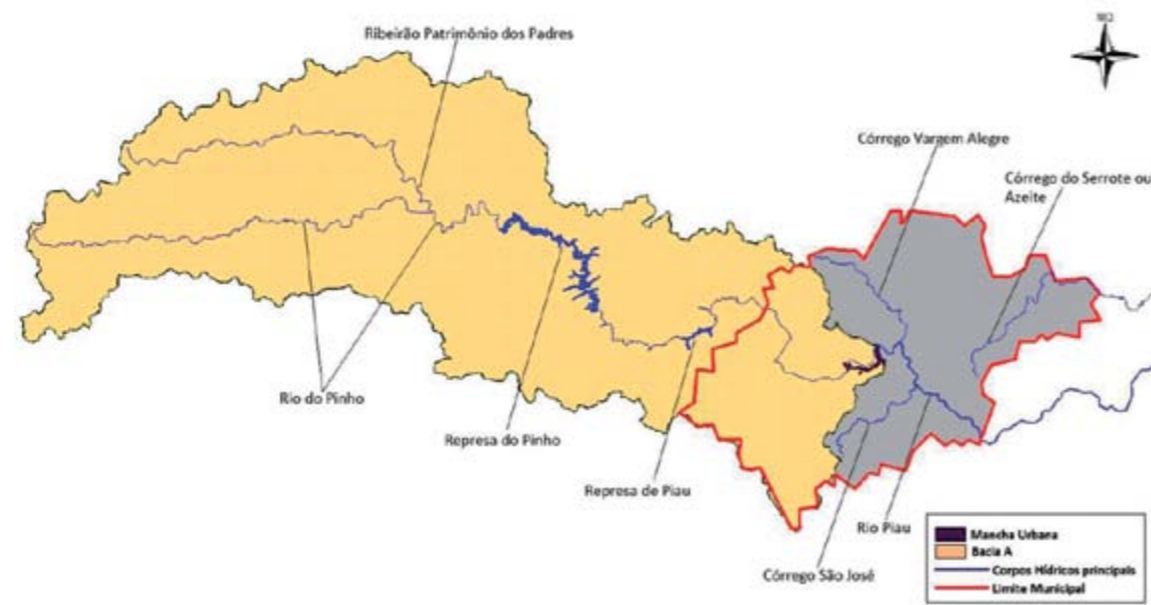 Ribeirão Patrimônio dos Padres
Córrego Vargem Alegre
Córrego do Serrote ou
Azeite
Rio do Pinho
Represa do Pinho
Represa de Piau
Rio Piau
Córrego São José
Mancha Urbana
Bacia A
Corpos Hídricos principais
Limite Municipal